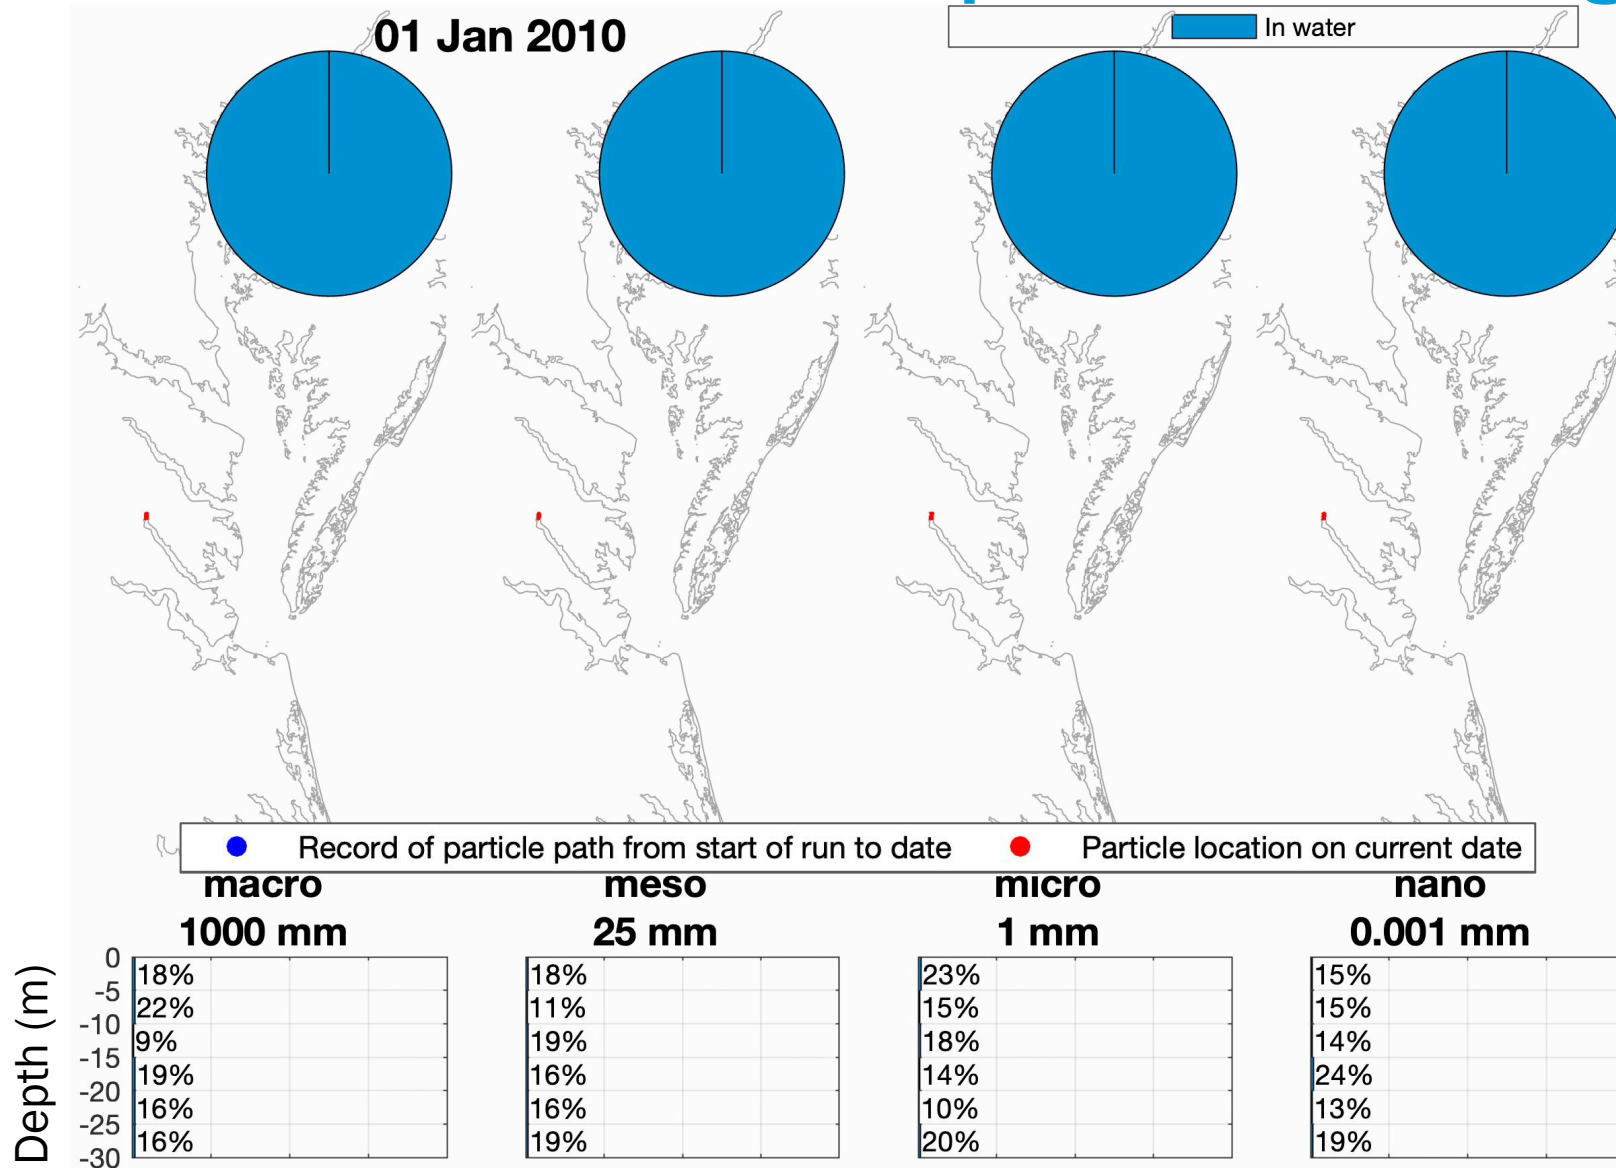 01 Jan 2010
In water
Record of particle path from start of run to date
Particle location on current date
macro
1000 mm
meso
25 mm
micro
1 mm
nano
0.001 mm
Depth (m)
0
-5
-10
-15
-20
-25
-30
18%
22%
9%
19%
16%
16%
18%
11%
19%
16%
16%
19%
23%
15%
18%
14%
10%
20%
15%
15%
14%
24%
13%
19%